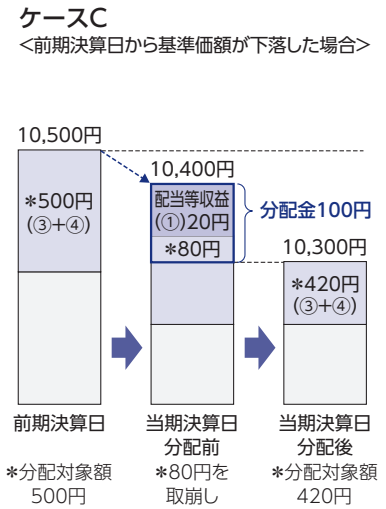 ケースC
<前期決算日から基準価額が下落した場合>
10,500円
10,400円
*500円
(③+④)
配当等収益
(①)20円
*80円
分配金100円
10,300円
*420円
(③+④)
前期決算日
当期決算日
分配前
当期決算日
分配後
*分配対象額
500円
*80円を
取崩し
*分配対象額
420円